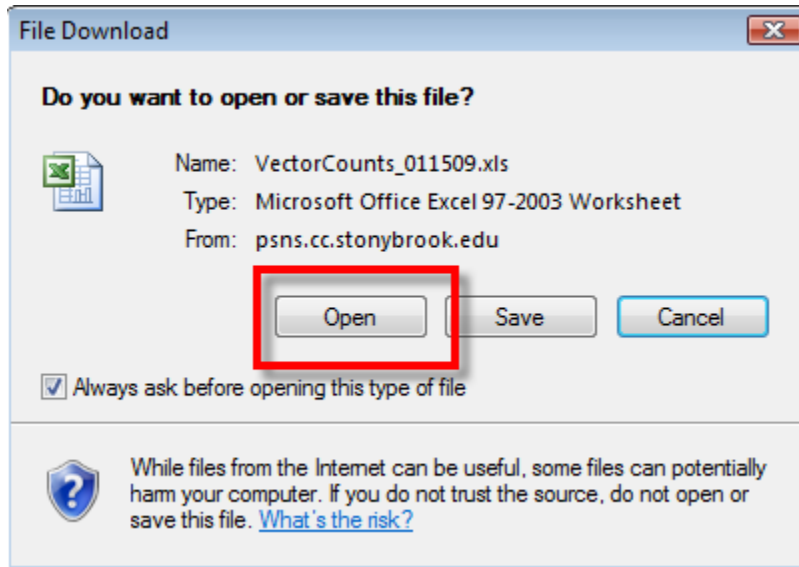 File Download
Do you want to open or save this file?
Name: VectorCounts_011509.xls
Type: Microsoft Office Excel 97-2003 Worksheet
From: psns.cc.stonybrook.edu
Open Save Cancel
Always ask before opening this type of file
While files from the Internet can be useful, some files can potentially
harm your computer. If you do not trust the source, do not open or
save this file. What's the risk?